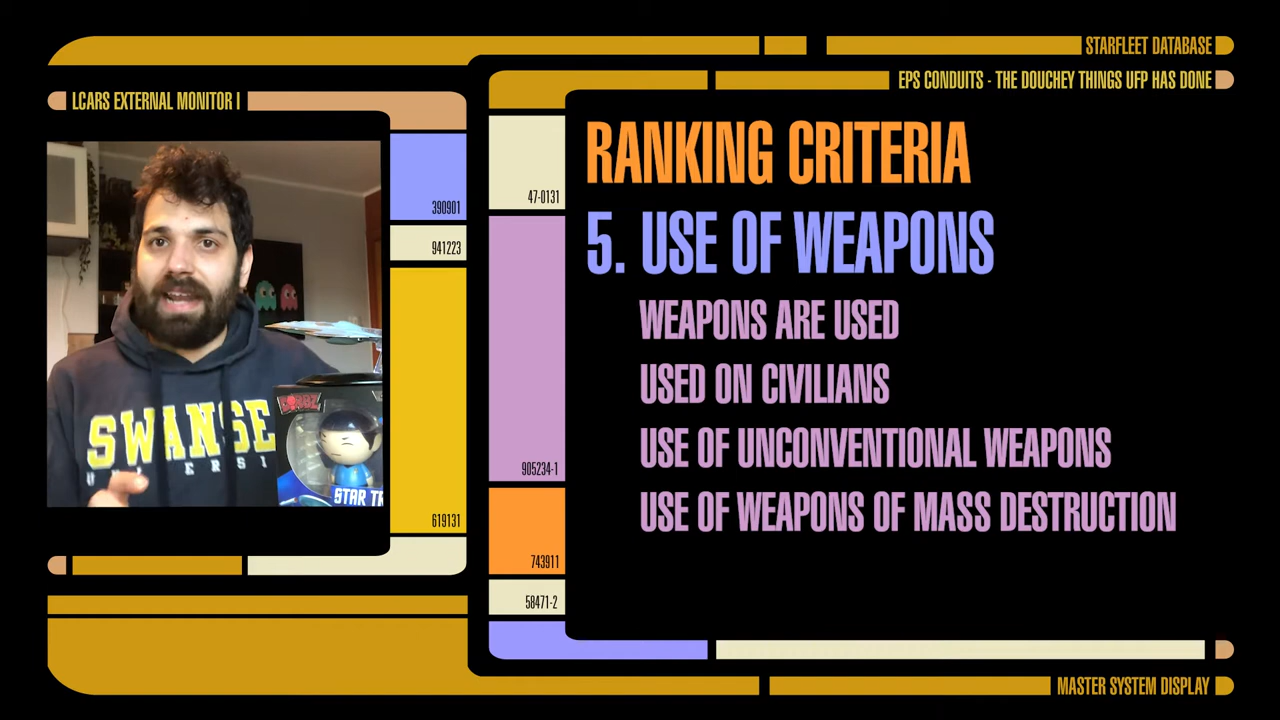 STARFLEET DATABASE
EPS CONDUITS - THE DOUCHEY THINGS UFP HAS DONE
LCARS EXTERNAL MONITOR I
390901
941223
619131
47-0131
905234-1
743911
58471-2
RANKING CRITERIA
5. USE OF WEAPONS
WEAPONS ARE USED
USED ON CIVILIANS
USE OF UNCONVENTIONAL WEAPONS
USE OF WEAPONS OF MASS DESTRUCTION
SWANSE
ERSI
STAR TR
MASTER SYSTEM DISPLAY